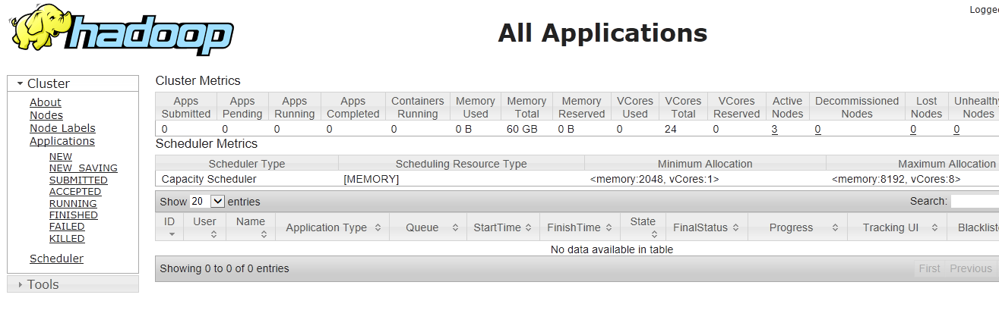 hadoop
Logged
All Applications
Cluster
About
Nodes
Node Labels
Applications
NEW
NEW_SAVING
SUBMITTED
ACCEPTED
RUNNING
FINISHED
FAILED
KILLED
Scheduler
Tools
Cluster Metrics
Apps Submitted Apps Pending Apps Running Apps Completed Containers Running Memory Used Memory Total Memory Reserved VCores Used VCores Total VCores Reserved Active Nodes Decommissioned Nodes Lost Nodes Unhealthy Nodes
0 0 0 0 0 0 B 60 GB 0 B 0 24 0 3 0 0 0
Scheduler Metrics
Scheduler Type Scheduling Resource Type Minimum Allocation Maximum Allocation
Capacity Scheduler [MEMORY] <memory:2048, vCores:1> <memory:8192, vCores:8>
Show 20 entries Search:
ID User Name Application Type Queue StartTime FinishTime State FinalStatus Progress Tracking UI Blacklist
No data available in table
Showing 0 to 0 of 0 entries First Previous